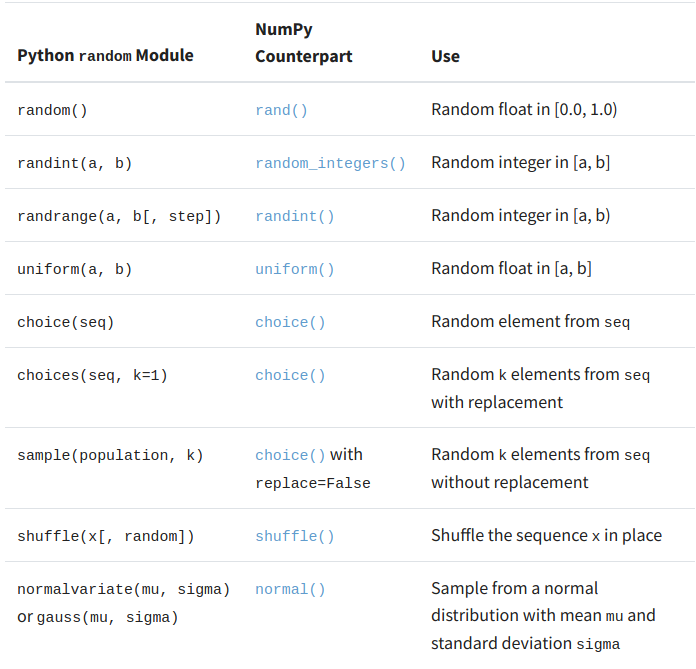 Python random Module NumPy Counterpart Use
random() rand() Random float in [0.0, 1.0)
randint(a, b) random_integers() Random integer in [a, b]
randrange(a, b[, step]) randint() Random integer in [a, b)
uniform(a, b) uniform() Random float in [a, b]
choice(seq) choice() Random element from seq
choices(seq, k=1) choice() Random k elements from seq
with replacement
sample(population, k) choice() with Random k elements from seq
replace=False without replacement
shuffle(x[, random]) shuffle() Shuffle the sequence x in place
normalvariate(mu, sigma) normal() Sample from a normal
or gauss(mu, sigma) distribution with mean mu and
standard deviation sigma